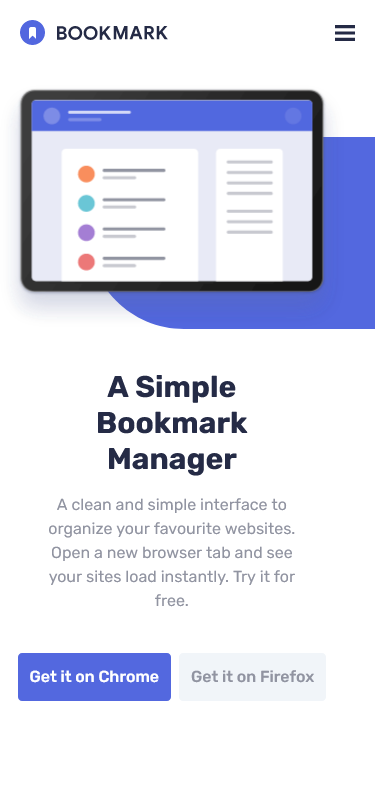 BOOKMARK
A Simple
Bookmark
Manager
A clean and simple interface to
organize your favourite websites.
Open a new browser tab and see
your sites load instantly. Try it for
free.
Get it on Chrome
Get it on Firefox